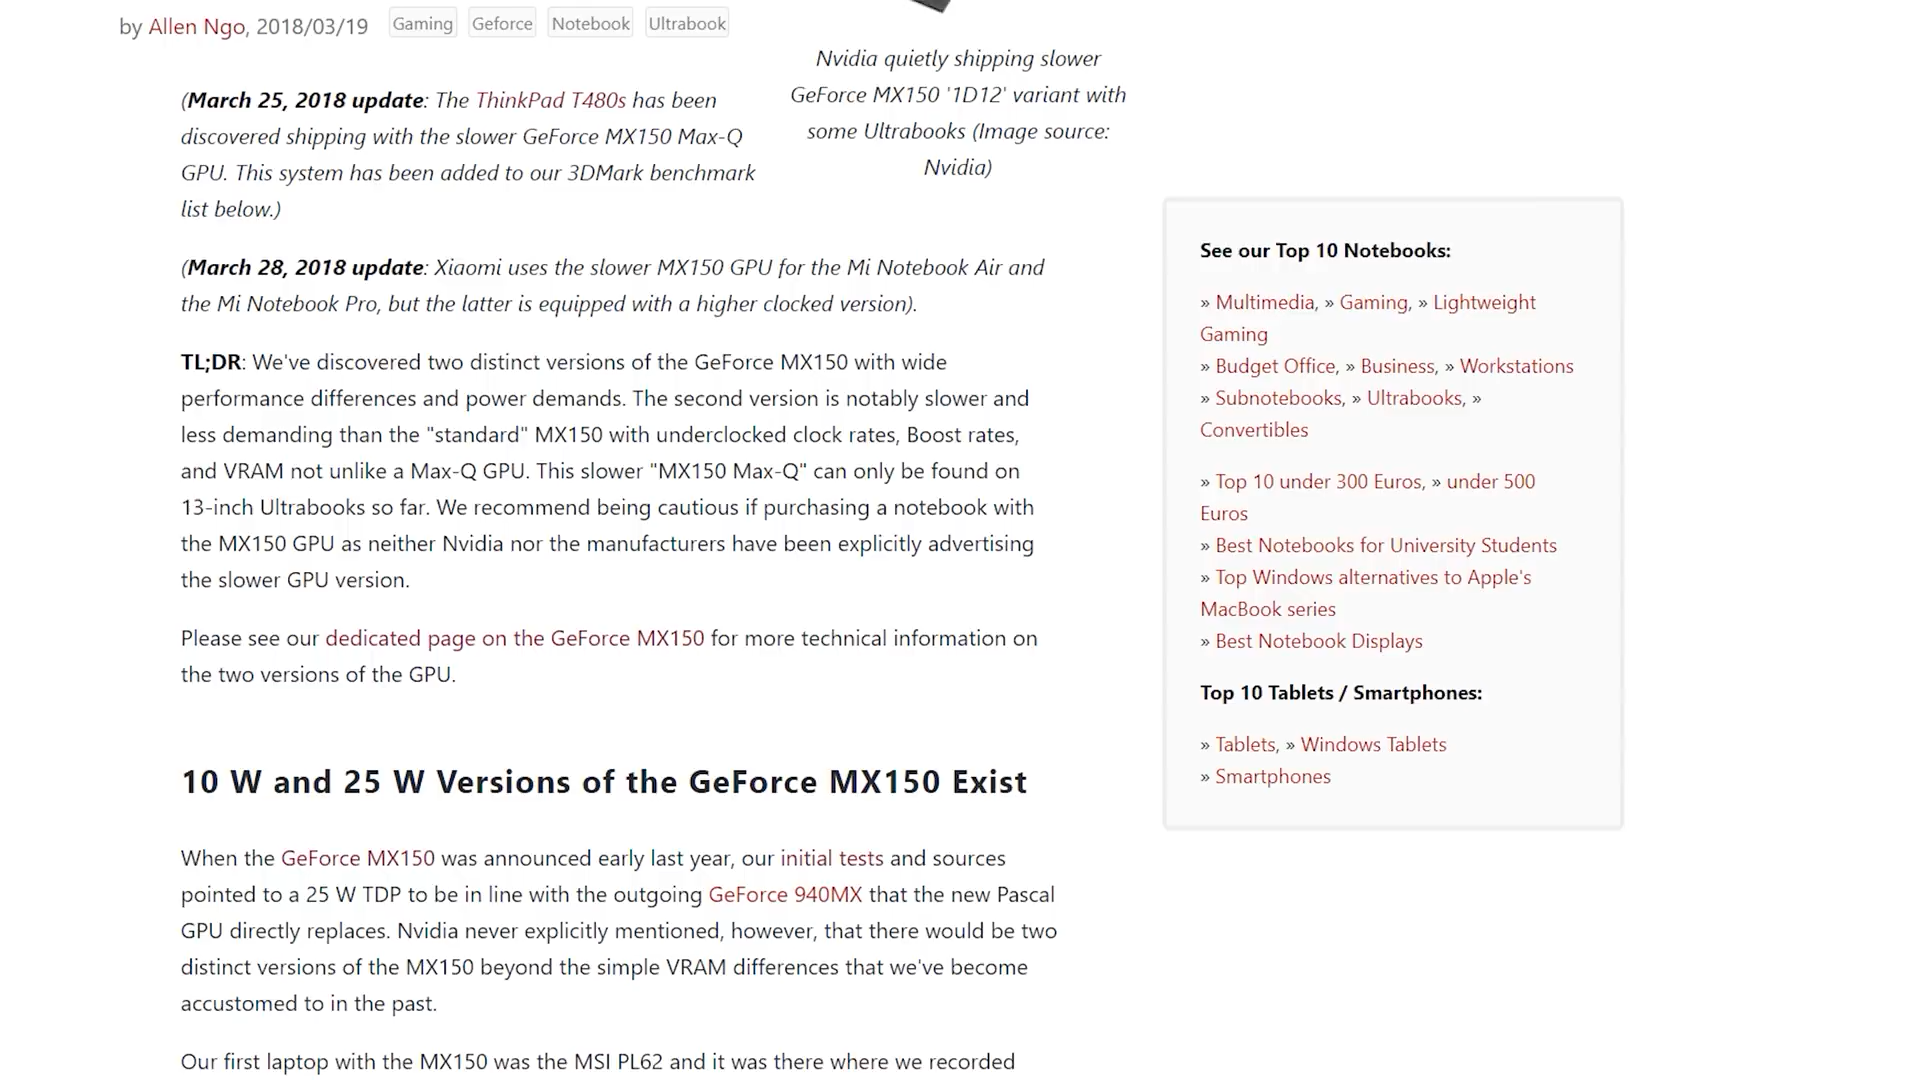 by Allen Ngo, 2018/03/19 Gaming Geforce Notebook Ultrabook
Nvidia quietly shipping slower
GeForce MX150 '1D12' variant with
some Ultrabooks (Image source:
Nvidia)
(March 25, 2018 update: The ThinkPad T480s has been
discovered shipping with the slower GeForce MX150 Max-Q
GPU. This system has been added to our 3DMark benchmark
list below.)
(March 28, 2018 update: Xiaomi uses the slower MX150 GPU for the Mi Notebook Air and
the Mi Notebook Pro, but the latter is equipped with a higher clocked version).
TL;DR: We've discovered two distinct versions of the GeForce MX150 with wide
performance differences and power demands. The second version is notably slower and
less demanding than the "standard" MX150 with underclocked clock rates, Boost rates,
and VRAM not unlike a Max-Q GPU. This slower "MX150 Max-Q" can only be found on
13-inch Ultrabooks so far. We recommend being cautious if purchasing a notebook with
the MX150 GPU as neither Nvidia nor the manufacturers have been explicitly advertising
the slower GPU version.
Please see our dedicated page on the GeForce MX150 for more technical information on
the two versions of the GPU.
10 W and 25 W Versions of the GeForce MX150 Exist
When the GeForce MX150 was announced early last year, our initial tests and sources
pointed to a 25 W TDP to be in line with the outgoing GeForce 940MX that the new Pascal
GPU directly replaces. Nvidia never explicitly mentioned, however, that there would be two
distinct versions of the MX150 beyond the simple VRAM differences that we've become
accustomed to in the past.
Our first laptop with the MX150 was the MSI PL62 and it was there where we recorded
See our Top 10 Notebooks:
» Multimedia, » Gaming, » Lightweight
Gaming
» Budget Office, » Business, » Workstations
» Subnotebooks, » Ultrabooks, »
Convertibles
» Top 10 under 300 Euros, » under 500
Euros
» Best Notebooks for University Students
» Top Windows alternatives to Apple's
MacBook series
» Best Notebook Displays
Top 10 Tablets / Smartphones:
» Tablets, » Windows Tablets
» Smartphones